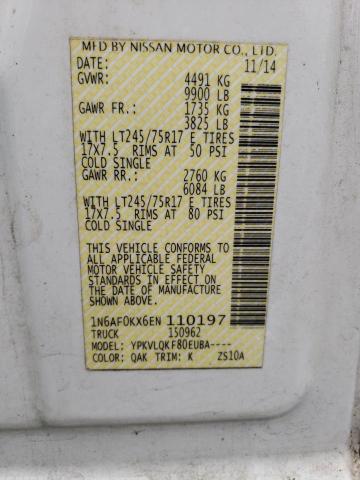 MFD BY NISSAN MOTOR CO., LTD.
DATE: 11/14
GVWR: 4491 KG
9900 LB
GAWR FR.: 1735 KG
3825 LB
WITH LT245/75R17 E TIRES
17X7.5 RIMS AT 50 PSI
COLD SINGLE
GAWR RR.: 2760 KG
6084 LB
WITH LT245/75R17 E TIRES
17X7.5 RIMS AT 80 PSI
COLD SINGLE
THIS VEHICLE CONFORMS TO
ALL APPLICABLE FEDERAL
MOTOR VEHICLE SAFETY
STANDARDS IN EFFECT ON
THE DATE OF MANUFACTURE
SHOWN ABOVE.
1N6AF0KX6EN 110197
TRUCK 150962
MODEL: YPKVLQKF80EUBA----
COLOR: QAK TRIM: K ZS10A